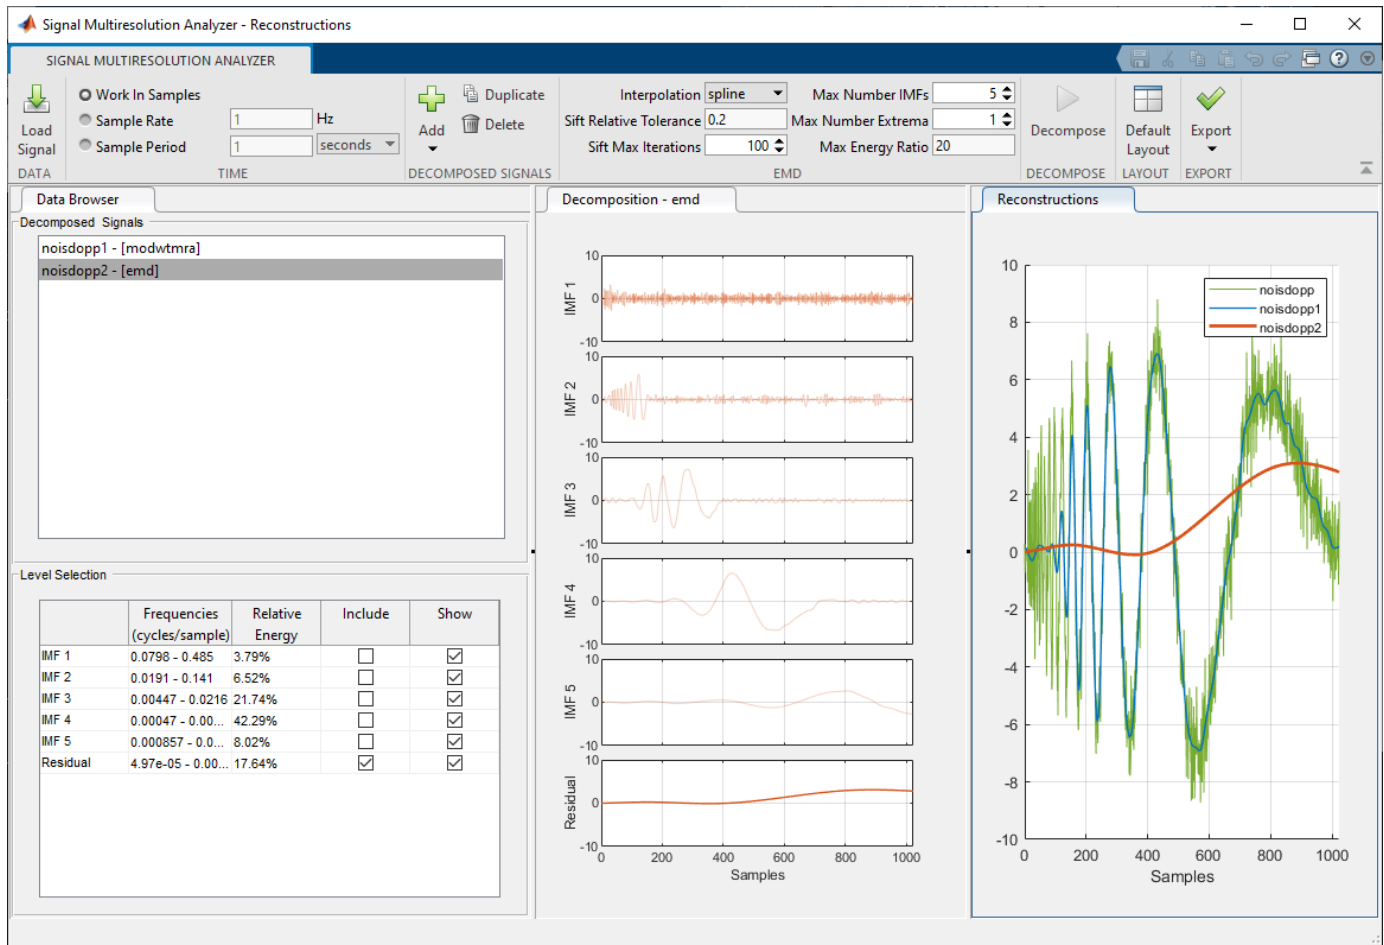 Signal Multiresolution Analyzer - Reconstructions
SIGNAL MULTIRESOLUTION ANALYZER
Load
Signal
DATA
Work In Samples
Sample Rate
1
Hz
Sample Period
1
seconds
TIME
Add
Duplicate
Delete
DECOMPOSED SIGNALS
Interpolation
spline
Sift Relative Tolerance
0.2
Sift Max Iterations
100
Max Number IMFs
5
Max Number Extrema
1
Max Energy Ratio
20
EMD
Decompose
DECOMPOSE
Default
Layout
LAYOUT
Export
EXPORT
Data Browser
Decomposed Signals
noisdopp1 - [modwtmra]
noisdopp2 - [emd]
Level Selection
Frequencies
(cycles/sample)
Relative
Energy
Include
Show
IMF 1 0.0798 - 0.485 3.79%
IMF 2 0.0191 - 0.141 6.52%
IMF 3 0.00447 - 0.0216 21.74%
IMF 4 0.00047 - 0.00... 42.29%
IMF 5 0.000857 - 0.0... 8.02%
Residual 4.97e-05 - 0.00... 17.64%
Decomposition - emd
10
0
-10
IMF 1
10
0
-10
IMF 2
10
0
-10
IMF 3
10
0
-10
IMF 4
10
0
-10
IMF 5
10
0
-10
Residual
0 200 400 600 800 1000
Samples
Reconstructions
10
8
6
4
2
0
-2
-4
-6
-8
-10
noisdopp
noisdopp1
noisdopp2
0 200 400 600 800 1000
Samples